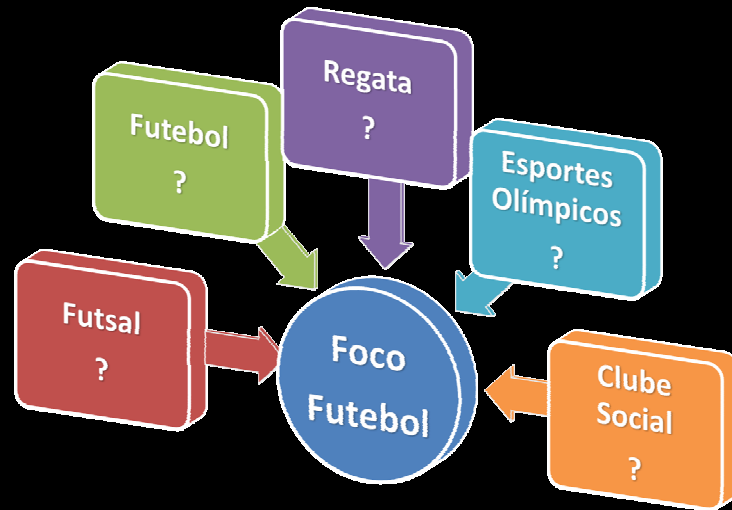 Futsal
?
Futebol
?
Regata
?
Esportes
Olímpicos
?
Clube
Social
?
Foco
Futebol